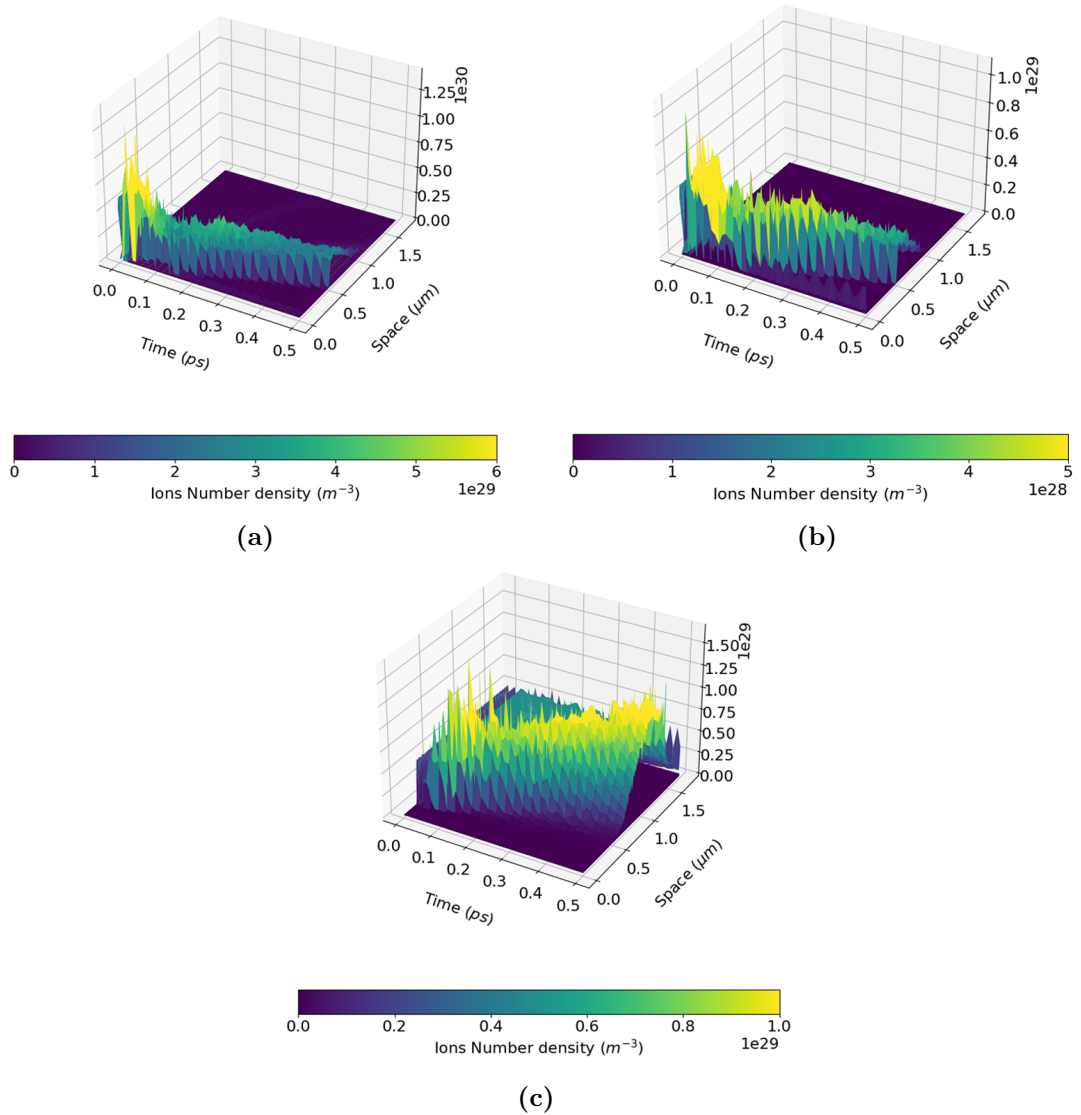 1e30
1.25
1.00
0.75
0.50
0.25
0.00
0.0 0.1 0.2 0.3 0.4 0.5
Time (ps)
0.0 0.5 1.0 1.5
Space (μm)
0 1 2 3 4 5 6
Ions Number density (m⁻³) 1e29
(a)
1e29
1.0
0.8
0.6
0.4
0.2
0.0
0.0 0.1 0.2 0.3 0.4 0.5
Time (ps)
0.0 0.5 1.0 1.5
Space (μm)
0 1 2 3 4 5
Ions Number density (m⁻³) 1e28
(b)
1e29
1.50
1.25
1.00
0.75
0.50
0.25
0.00
0.0 0.1 0.2 0.3 0.4 0.5
Time (ps)
0.0 0.5 1.0 1.5
Space (μm)
0.0 0.2 0.4 0.6 0.8 1.0
Ions Number density (m⁻³) 1e29
(c)